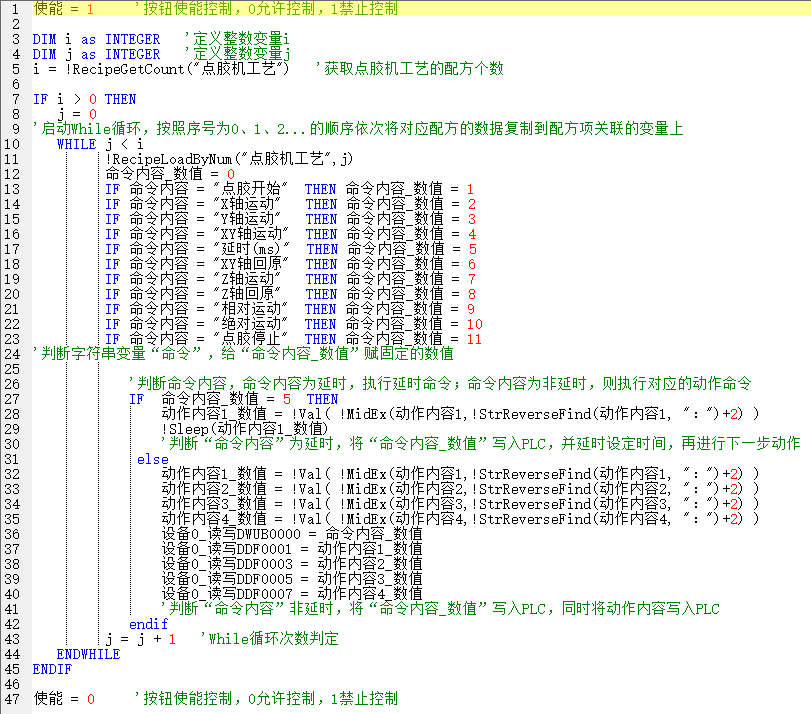 1 使能 = 1 '按钮使能控制，0允许控制，1禁止控制
2
3 DIM i as INTEGER '定义整数变量i
4 DIM j as INTEGER '定义整数变量j
5 i = !RecipeGetCount("点胶机工艺") '获取点胶机工艺的配方个数
6
7 IF i > 0 THEN
8 j = 0
9 '启动While循环，按照序号为0、1、2...的顺序依次将对应配方的数据复制到配方项关联的变量上
10 WHILE j < i
11 !RecipeLoadByNum("点胶机工艺",j)
12 命令内容_数值 = 0
13 IF 命令内容 = "点胶开始" THEN 命令内容_数值 = 1
14 IF 命令内容 = "X轴运动" THEN 命令内容_数值 = 2
15 IF 命令内容 = "Y轴运动" THEN 命令内容_数值 = 3
16 IF 命令内容 = "XY轴运动" THEN 命令内容_数值 = 4
17 IF 命令内容 = "延时(ms)" THEN 命令内容_数值 = 5
18 IF 命令内容 = "XY轴回原" THEN 命令内容_数值 = 6
19 IF 命令内容 = "Z轴运动" THEN 命令内容_数值 = 7
20 IF 命令内容 = "Z轴回原" THEN 命令内容_数值 = 8
21 IF 命令内容 = "相对运动" THEN 命令内容_数值 = 9
22 IF 命令内容 = "绝对运动" THEN 命令内容_数值 = 10
23 IF 命令内容 = "点胶停止" THEN 命令内容_数值 = 11
24 '判断字符串变量“命令”，给“命令内容_数值”赋固定的数值
25
26 '判断命令内容，命令内容为延时，执行延时命令；命令内容为非延时，则执行对应的动作命令
27 IF 命令内容_数值 = 5 THEN
28 动作内容1_数值 = !Val( !MidEx(动作内容1,!StrReverseFind(动作内容1, "：")+2) )
29 !Sleep(动作内容1_数值)
30 '判断“命令内容”为延时，将“命令内容_数值”写入PLC，并延时设定时间，再进行下一步动作
31 else
32 动作内容1_数值 = !Val( !MidEx(动作内容1,!StrReverseFind(动作内容1, "：")+2) )
33 动作内容2_数值 = !Val( !MidEx(动作内容2,!StrReverseFind(动作内容2, "：")+2) )
34 动作内容3_数值 = !Val( !MidEx(动作内容3,!StrReverseFind(动作内容3, "：")+2) )
35 动作内容4_数值 = !Val( !MidEx(动作内容4,!StrReverseFind(动作内容4, "：")+2) )
36 设备0_读写DWUB0000 = 命令内容_数值
37 设备0_读写DDF0001 = 动作内容1_数值
38 设备0_读写DDF0003 = 动作内容2_数值
39 设备0_读写DDF0005 = 动作内容3_数值
40 设备0_读写DDF0007 = 动作内容4_数值
41 '判断“命令内容”非延时，将“命令内容_数值”写入PLC，同时将动作内容写入PLC
42 endif
43 j = j + 1 'While循环次数判定
44 ENDWHILE
45 ENDIF
46
47 使能 = 0 '按钮使能控制，0允许控制，1禁止控制